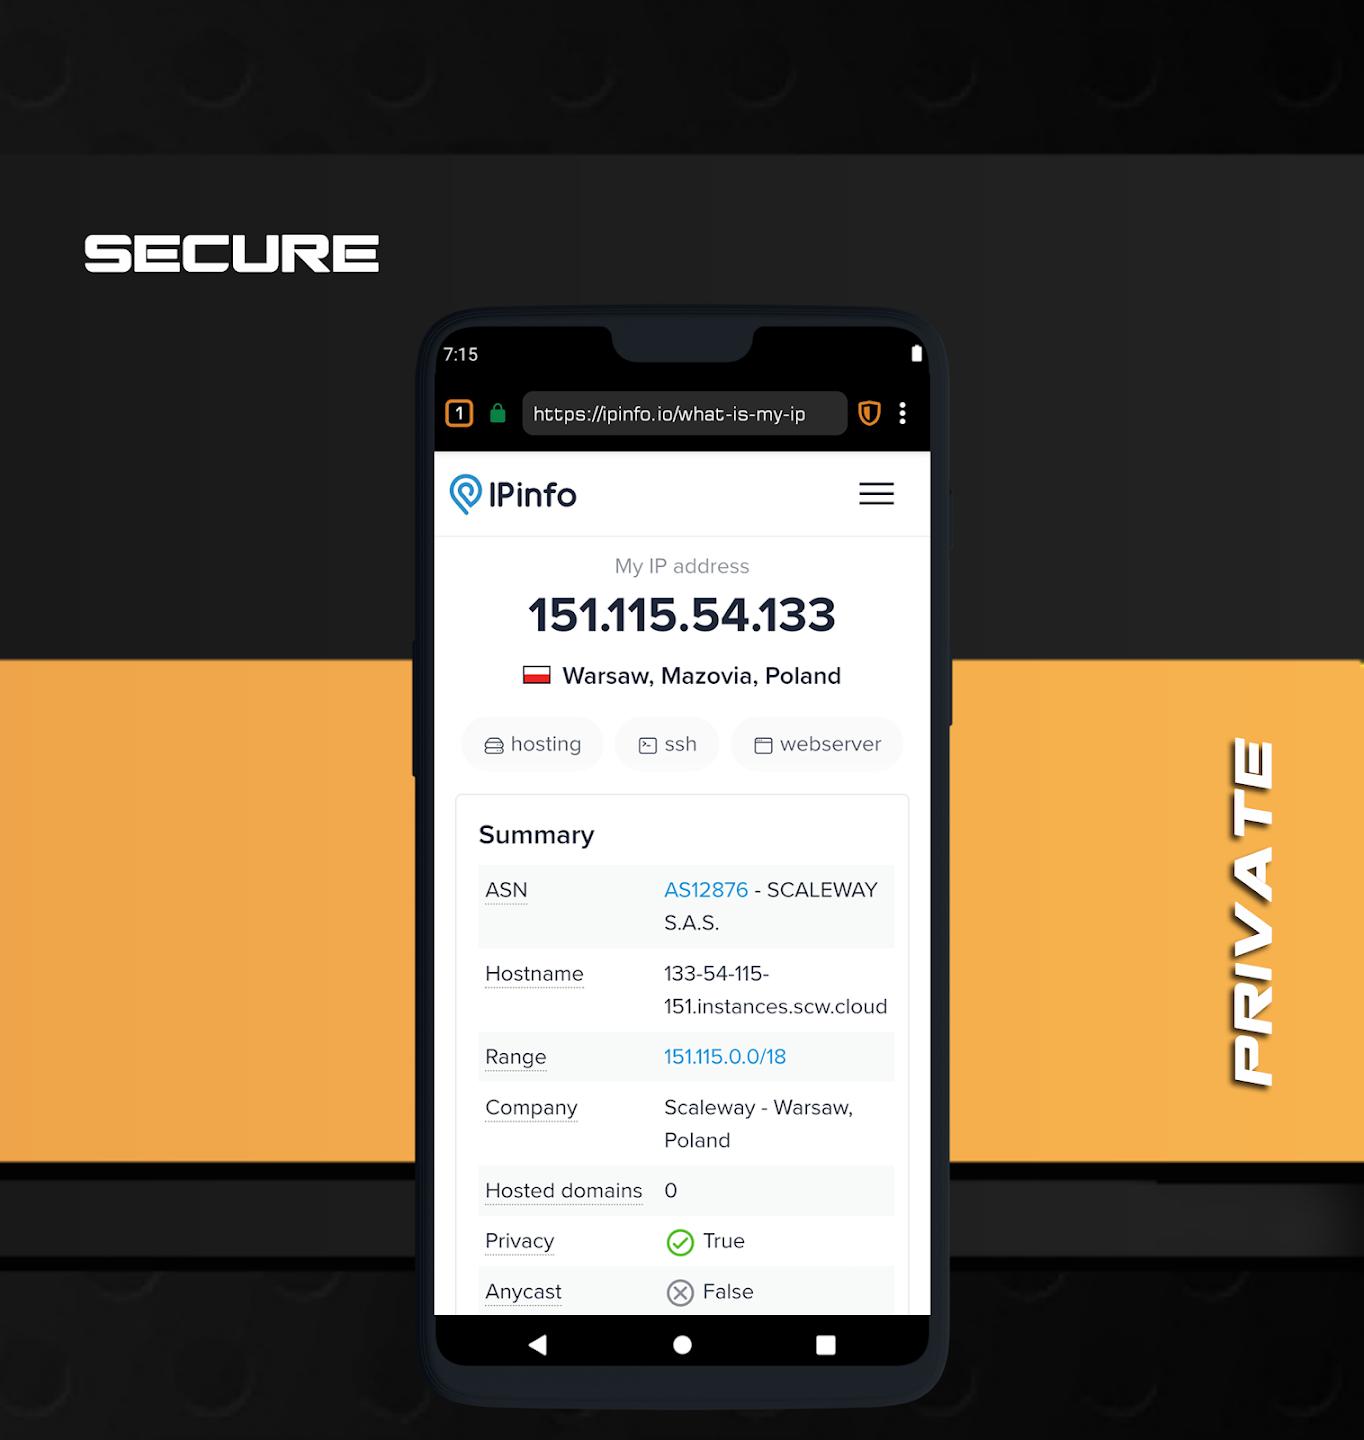 SECURE
7:15
1
https://ipinfo.io/what-is-my-ip
IPinfo
My IP address
151.115.54.133
Warsaw, Mazovia, Poland
hosting ssh webserver
Summary
ASN AS12876 - SCALEWAY
S.A.S.
Hostname 133-54-115-
151.instances.scw.cloud
Range 151.115.0.0/18
Company Scaleway - Warsaw,
Poland
Hosted domains 0
Privacy True
Anycast False
PRIVATE